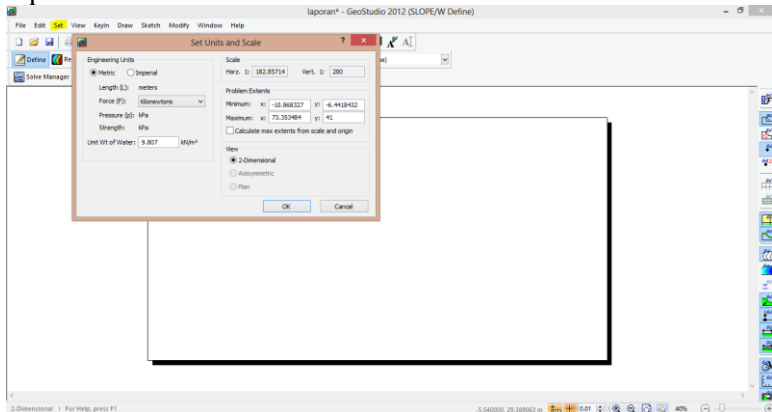 laporan* - GeoStudio 2012 (SLOPE/W Define)
File Edit Set View KeyIn Draw Sketch Modify Window Help
Define Re
Solve Manager
Set Units and Scale
Engineering Units
Metric Imperial
Length (L): meters
Force (F): Kilonewtons
Pressure (p): kPa
Strength: kPa
Unit Wt of Water: 9.807 kN/m³
Scale
Horz. 1: 182.85714 Vert. 1: 200
Problem Extents
Minimum: x: -10.868327 y: -6.4418432
Maximum: x: 73.353484 y: 41
Calculate max extents from scale and origin
View
2-Dimensional
Axisymmetric
Plan
OK Cancel
2-Dimensional | For Help, press F1
-5.540000, 29.389063 m 0.01 40%